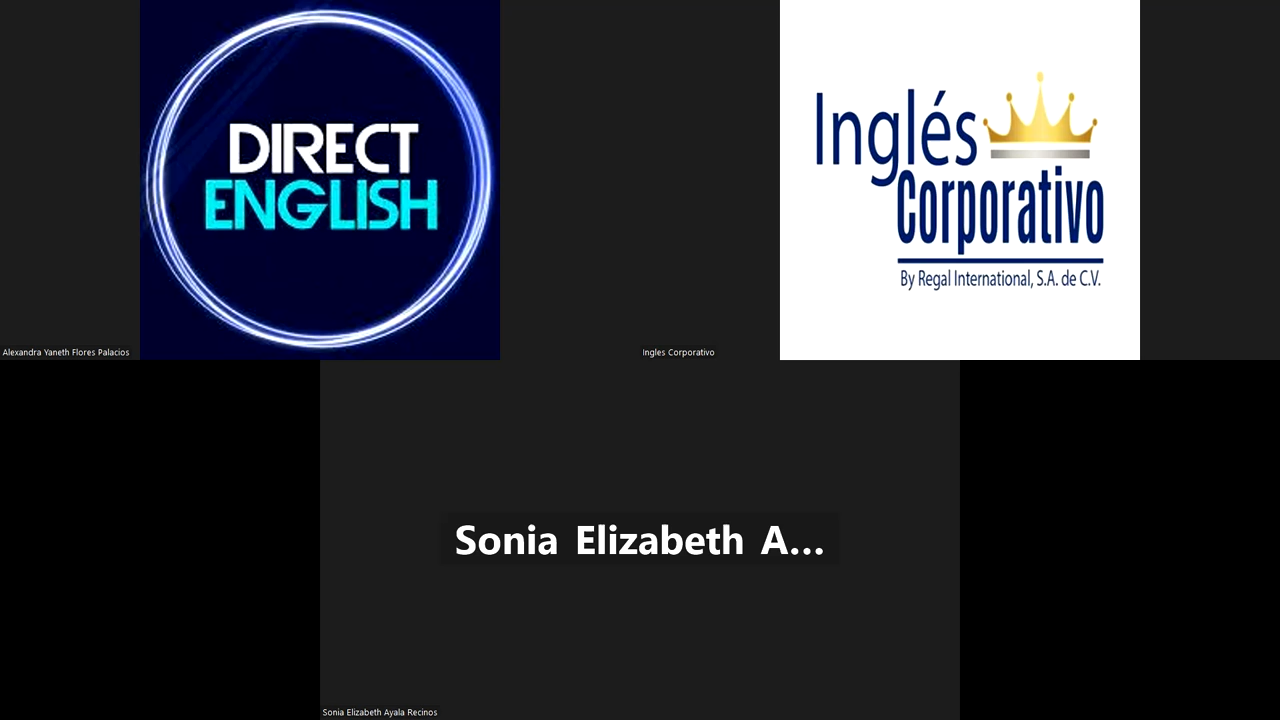 DIRECT
ENGLISH
Alexandra Yaneth Flores Palacios
Inglés
Corporativo
By Regal International, S.A. de C.V.
Ingles Corporativo
Sonia Elizabeth A...
Sonia Elizabeth Ayala Recinos